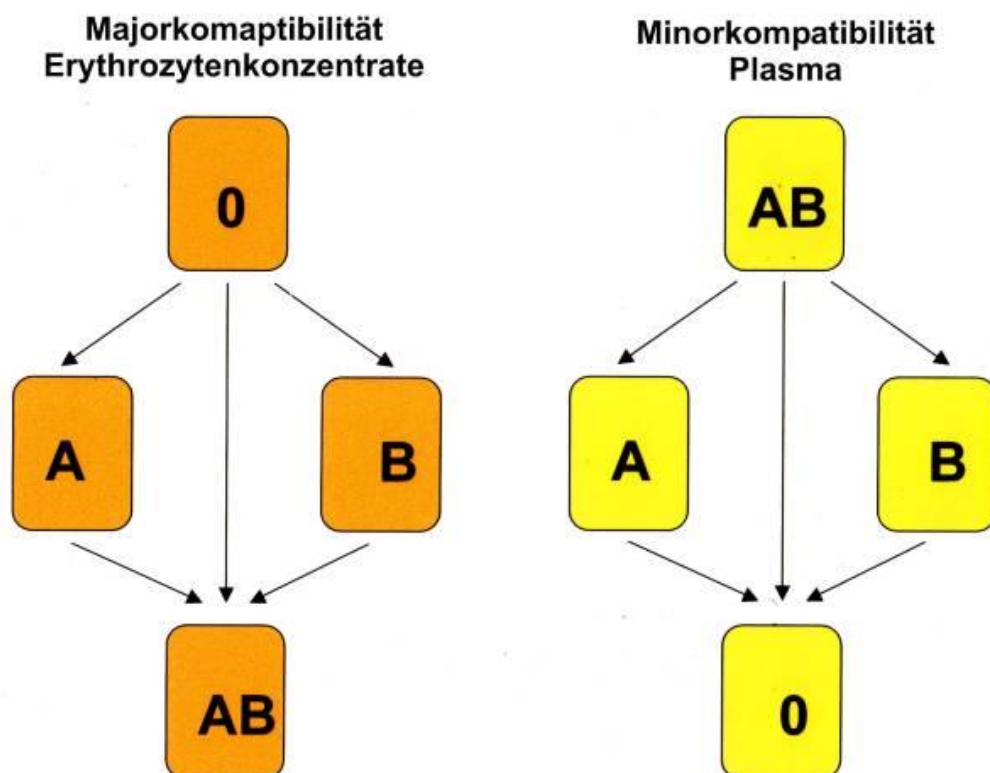 Majorkomaptibilität
Erythrozytenkonzentrate
0
A
B
AB
Minorkompatibilität
Plasma
AB
A
B
0